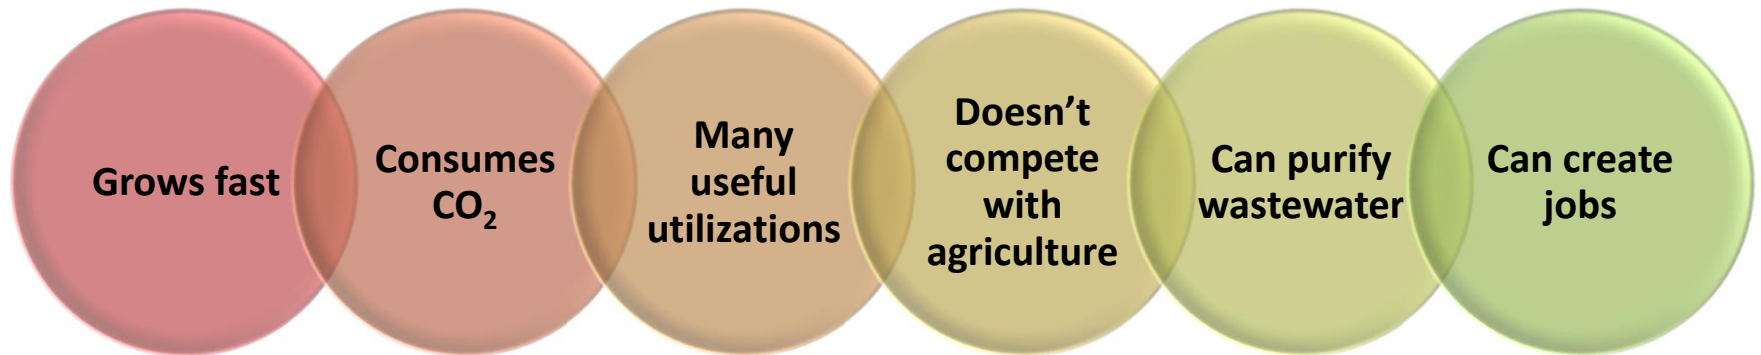 Grows fast
Consumes
CO₂
Many
useful
utilizations
Doesn’t
compete
with
agriculture
Can purify
wastewater
Can create
jobs